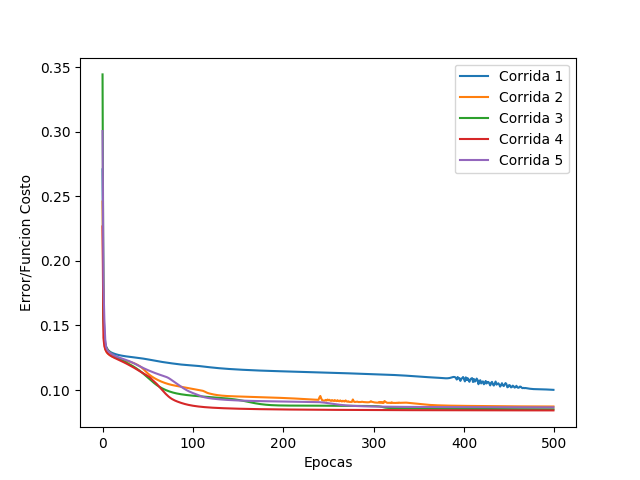 0.35
0.30
0.25
0.20
0.15
0.10
Error/Funcion Costo
Corrida 1
Corrida 2
Corrida 3
Corrida 4
Corrida 5
0 100 200 300 400 500
Epocas